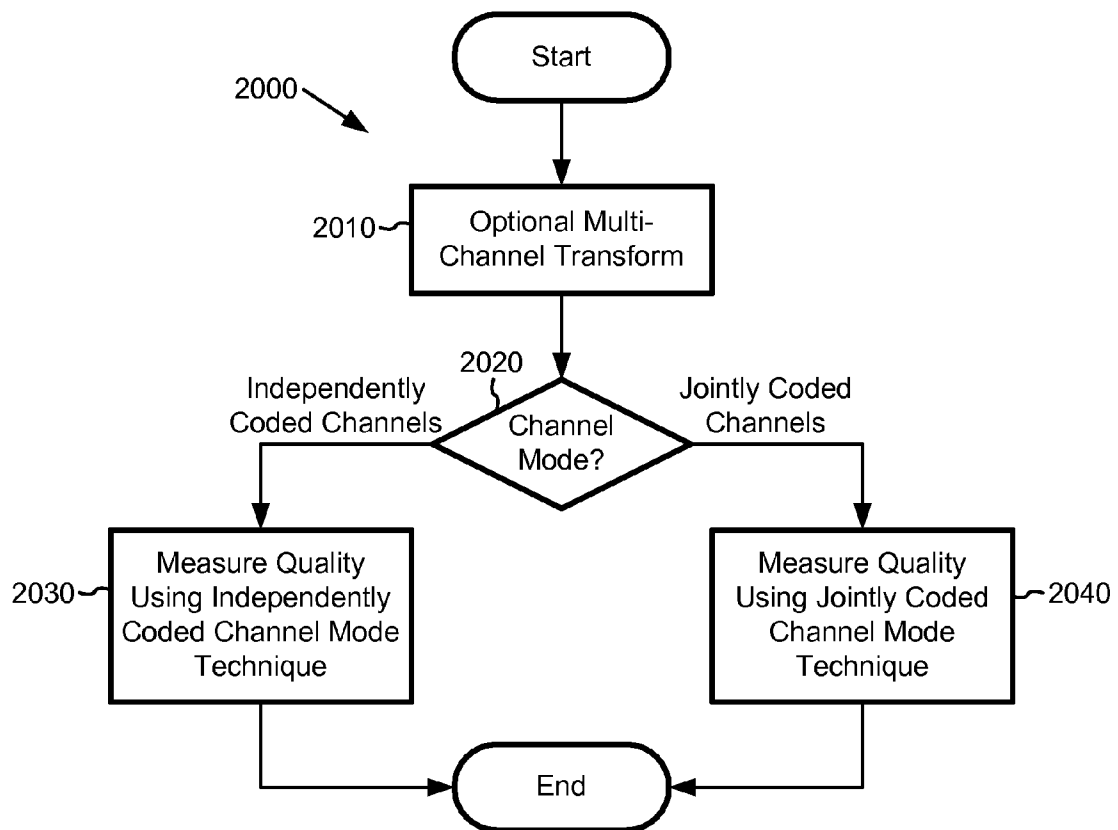 Start
2000
2010
Optional Multi-
Channel Transform
2020
Independently
Coded Channels
Channel
Mode?
Jointly Coded
Channels
2030
Measure Quality
Using Independently
Coded Channel Mode
Technique
Measure Quality
Using Jointly Coded
Channel Mode
Technique
2040
End